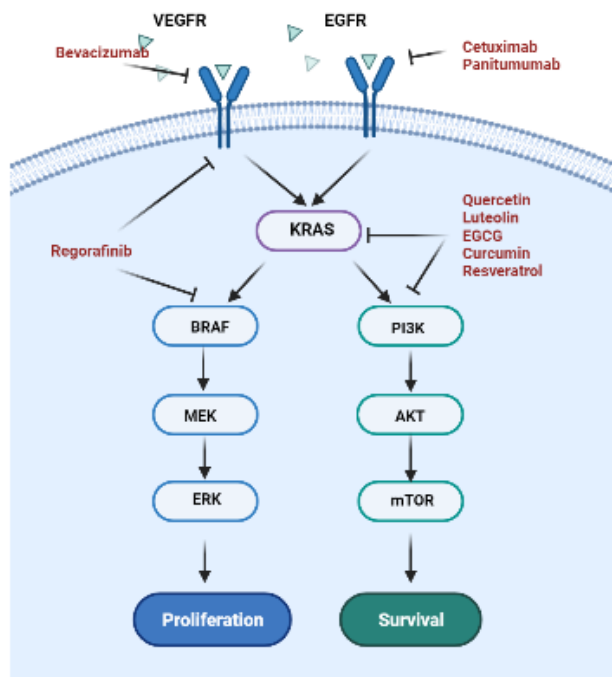 VEGFR
EGFR
Bevacizumab
Cetuximab
Panitumumab
Quercetin
Luteolin
EGCG
Curcumin
Resveratrol
KRAS
Regorafinib
BRAF
PI3K
MEK
AKT
ERK
mTOR
Proliferation
Survival